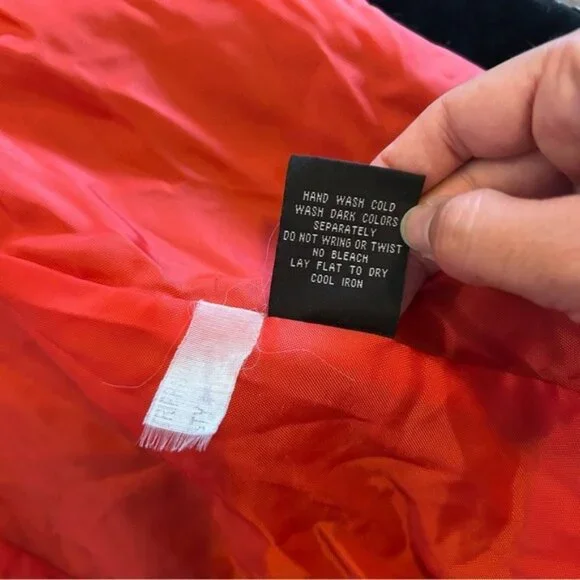 HAND WASH COLD
WASH DARK COLORS
SEPARATELY
DO NOT WRING OR TWIST
NO BLEACH
LAY FLAT TO DRY
COOL IRON